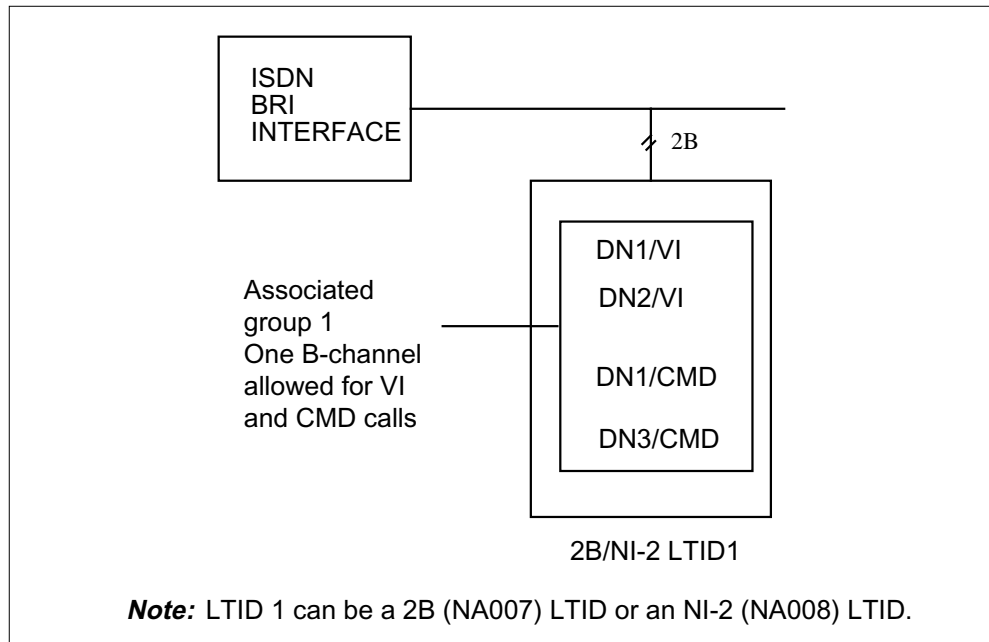 ISDN
BRI
INTERFACE
2B
DN1/VI
DN2/VI
DN1/CMD
DN3/CMD
Associated
group 1
One B-channel
allowed for VI
and CMD calls
2B/NI-2 LTID1
Note: LTID 1 can be a 2B (NA007) LTID or an NI-2 (NA008) LTID.